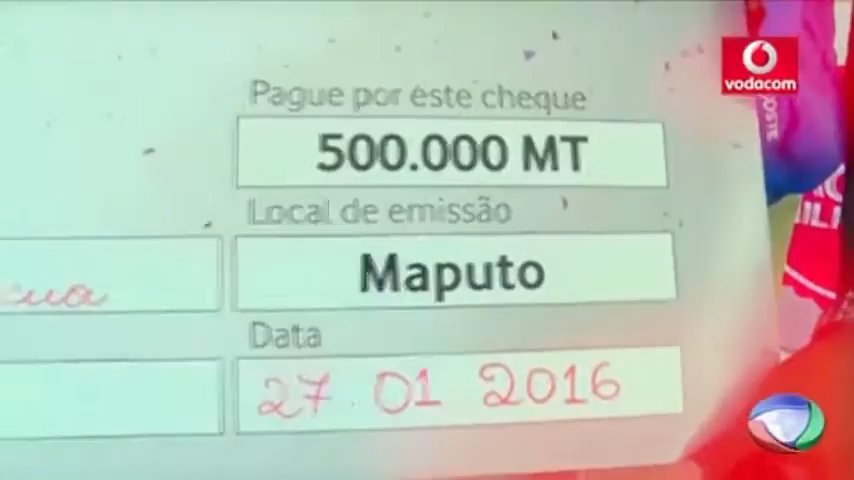 vodacom
Pague por este cheque
500.000 MT
Local de emissão
Maputo
Data
27 01 2016